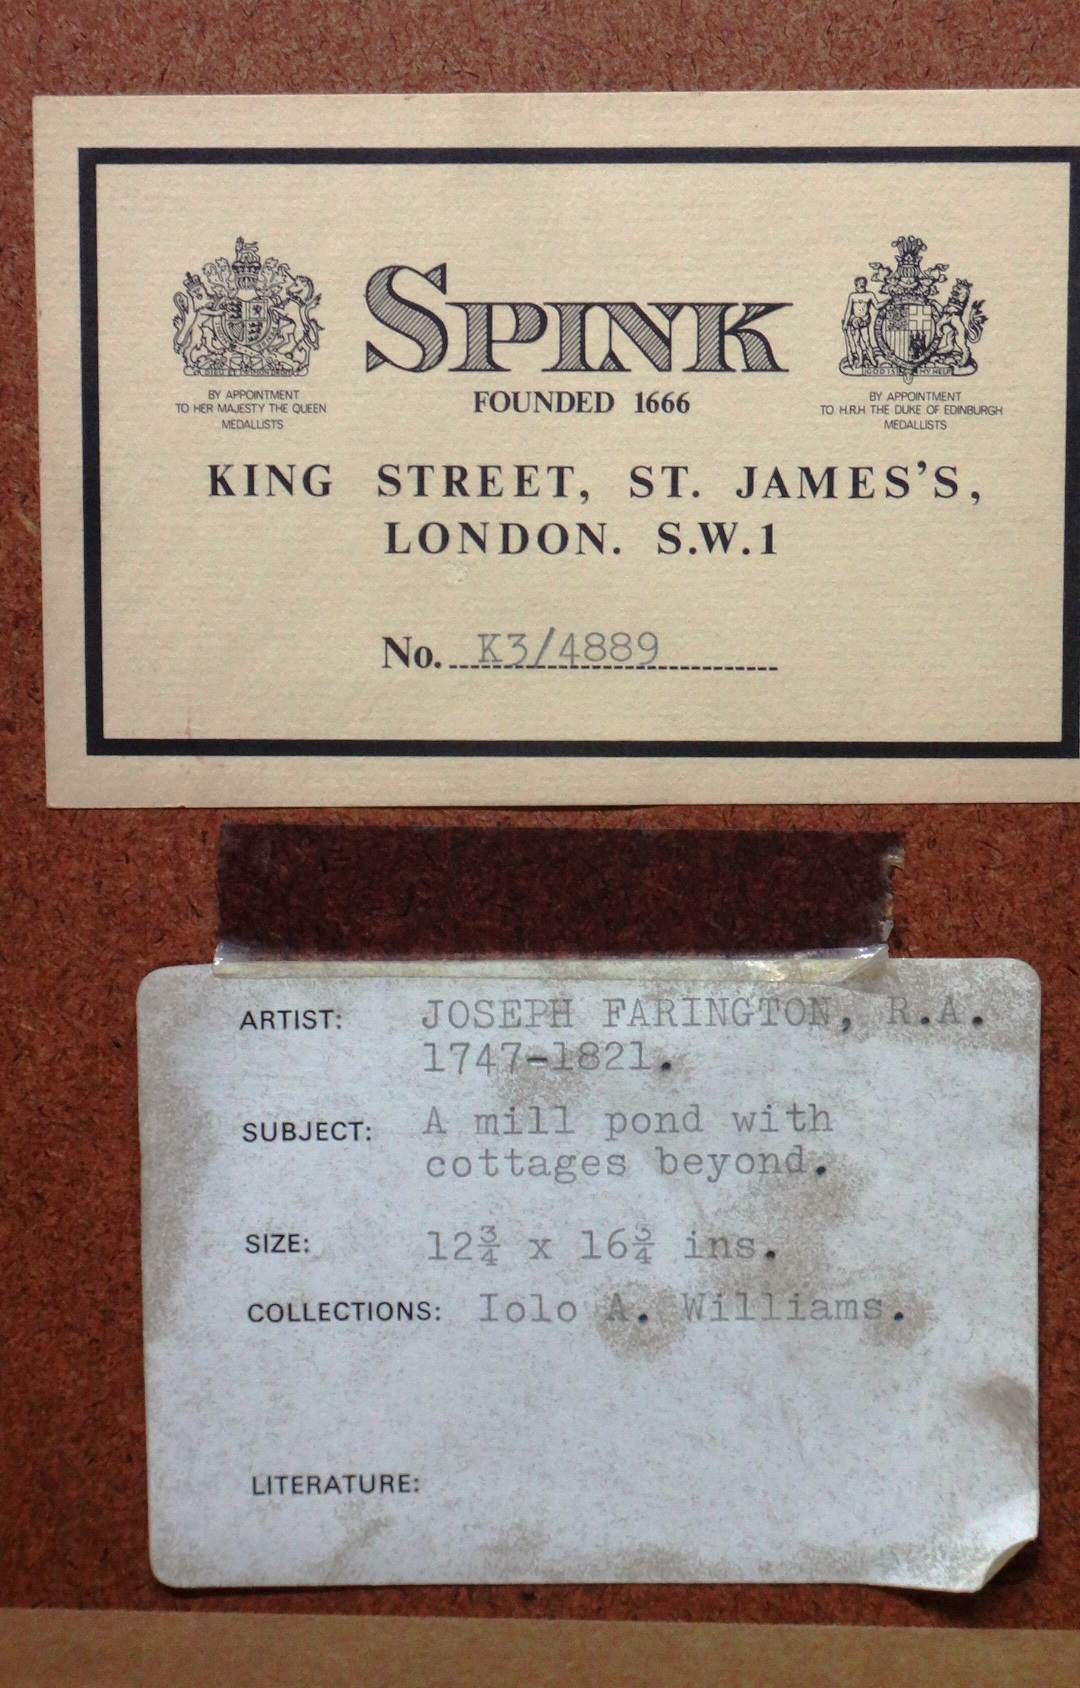 SPINK
FOUNDED 1666
BY APPOINTMENT
TO HER MAJESTY THE QUEEN
MEDALLISTS
BY APPOINTMENT
TO H.R.H THE DUKE OF EDINBURGH
MEDALLISTS
KING STREET, ST. JAMES'S,
LONDON. S.W.1
No. K3/4889
ARTIST: JOSEPH FARINGTON, R.A.
1747-1821.
SUBJECT: A mill pond with
cottages beyond.
SIZE: 12¾ x 16¾ ins.
COLLECTIONS: Iolo A. Williams.
LITERATURE: